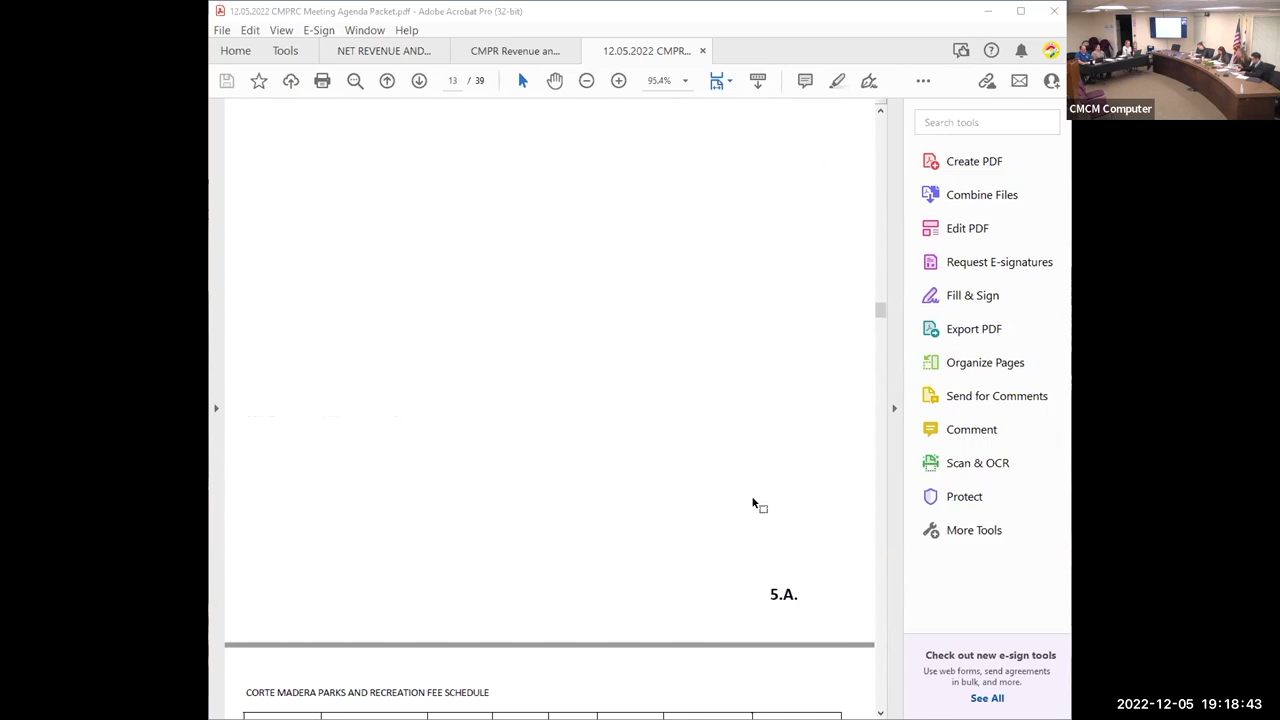 12.05.2022 CMPRC Meeting Agenda Packet.pdf - Adobe Acrobat Pro (32-bit)
File Edit View E-Sign Window Help
Home Tools NET REVENUE AND... CMPR Revenue an... 12.05.2022 CMPR... ×
13 / 39 95.4%
Search tools
Create PDF
Combine Files
Edit PDF
Request E-signatures
Fill & Sign
Export PDF
Organize Pages
Send for Comments
Comment
Scan & OCR
Protect
More Tools
5.A.
CORTE MADERA PARKS AND RECREATION FEE SCHEDULE
Check out new e-sign tools
Use web forms, send agreements
in bulk, and more.
See All
CMCM Computer
2022-12-05 19:18:43